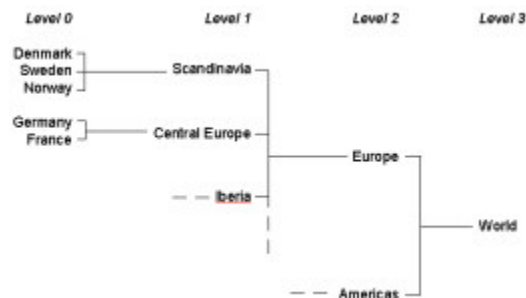 Level 0 Level 1 Level 2 Level 3
Denmark
Sweden Scandinavia
Norway
Germany
Central Europe
France
Europe
Iberia
World
Americas